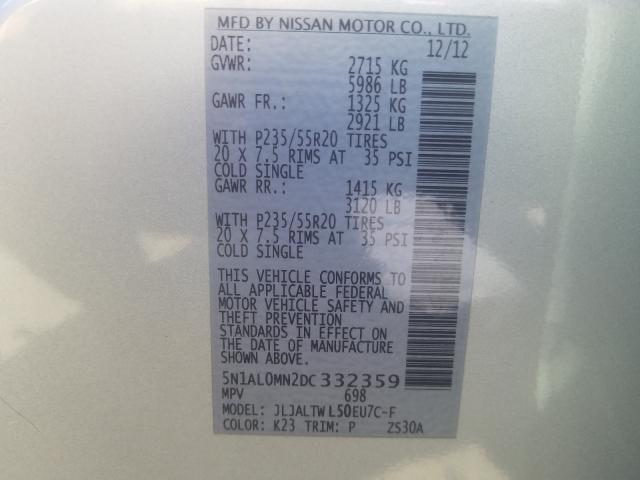 MFD BY NISSAN MOTOR CO., LTD.
DATE: 12/12
GVWR: 2715 KG
5986 LB
GAWR FR.: 1325 KG
2921 LB
WITH P235/55R20 TIRES
20 X 7.5 RIMS AT 35 PSI
COLD SINGLE
GAWR RR.: 1415 KG
3120 LB
WITH P235/55R20 TIRES
20 X 7.5 RIMS AT 35 PSI
COLD SINGLE
THIS VEHICLE CONFORMS TO
ALL APPLICABLE FEDERAL
MOTOR VEHICLE SAFETY AND
THEFT PREVENTION
STANDARDS IN EFFECT ON
THE DATE OF MANUFACTURE
SHOWN ABOVE.
5N1AL0MN2DC332359
MPV 698
MODEL: JLJALTWL50EU7C-F
COLOR: K23 TRIM: P ZS30A